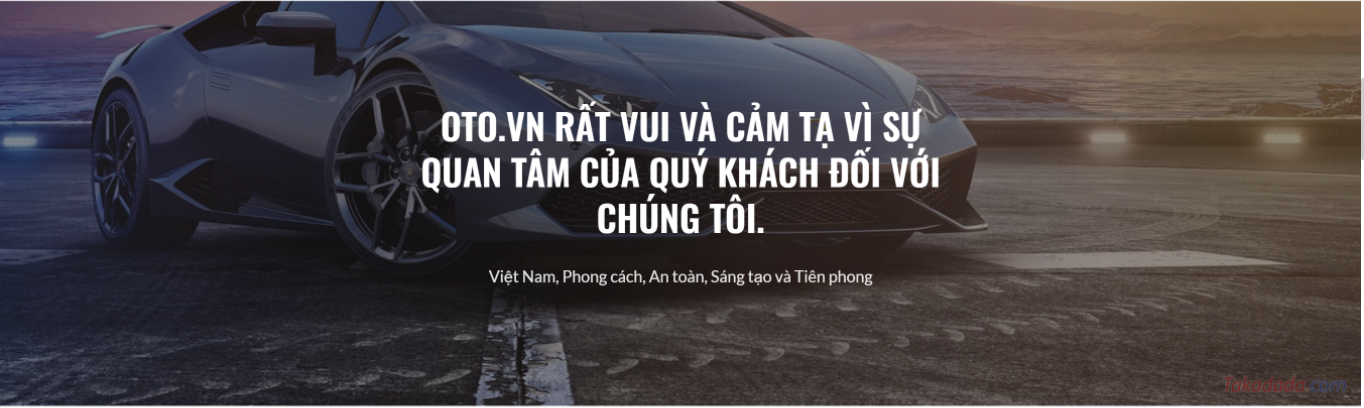 OTO.VN RẤT VUI VÀ CẢM TẠ VÌ SỰ
QUAN TÂM CỦA QUÝ KHÁCH ĐỐI VỚI
CHÚNG TÔI.
Việt Nam, Phong cách, An toàn, Sáng tạo và Tiên phong